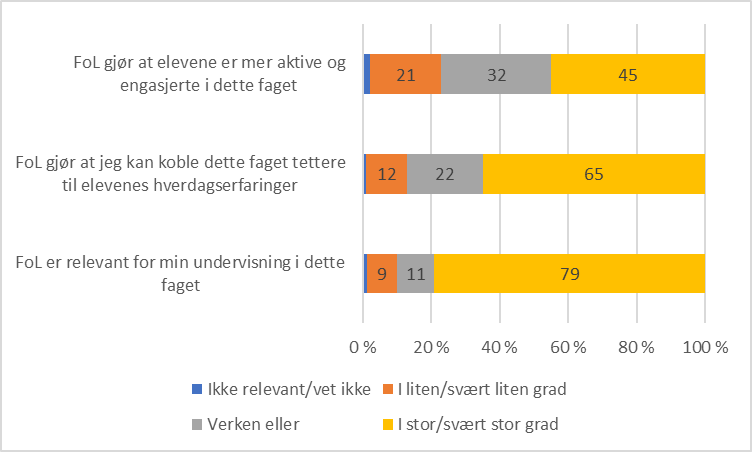 FoL gjør at elevene er mer aktive og
engasjerte i dette faget
21 32 45
FoL gjør at jeg kan koble dette faget tettere
til elevenes hverdagserfaringer
12 22 65
FoL er relevant for min undervisning i dette
faget
9 11 79
0 % 20 % 40 % 60 % 80 % 100 %
Ikke relevant/vet ikke I liten/svært liten grad
Verken eller I stor/svært stor grad